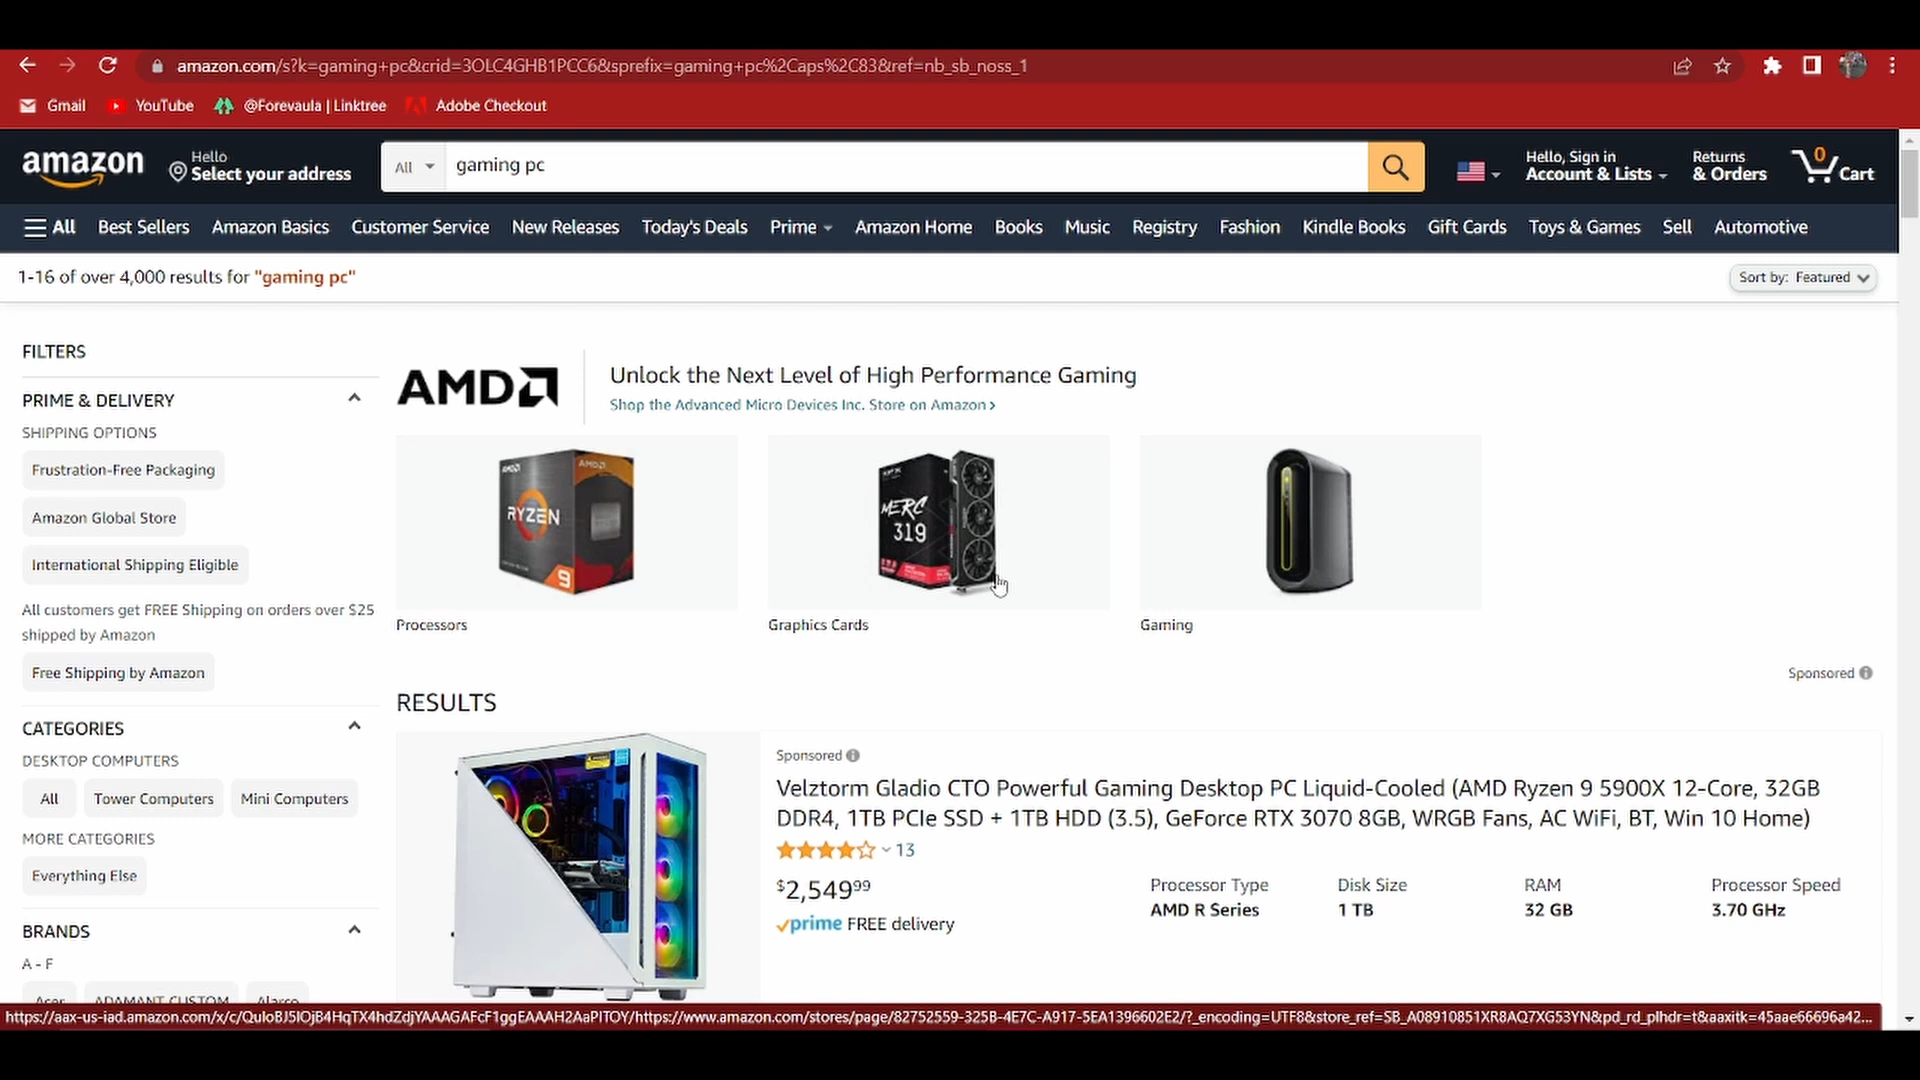 amazon.com/s?k=gaming+pc&crid=3OLC4GHB1PCC6&sprefix=gaming+pc%2Caps%2C83&ref=nb_sb_noss_1
Gmail YouTube @Forevaula | Linktree Adobe Checkout
amazon
Hello
Select your address
All
gaming pc
Hello, Sign in
Account & Lists
Returns
& Orders
0
Cart
All Best Sellers Amazon Basics Customer Service New Releases Today's Deals Prime Amazon Home Books Music Registry Fashion Kindle Books Gift Cards Toys & Games Sell Automotive
1-16 of over 4,000 results for "gaming pc"
Sort by: Featured
FILTERS
PRIME & DELIVERY
SHIPPING OPTIONS
Frustration-Free Packaging
Amazon Global Store
International Shipping Eligible
All customers get FREE Shipping on orders over $25
shipped by Amazon
Free Shipping by Amazon
CATEGORIES
DESKTOP COMPUTERS
All Tower Computers Mini Computers
MORE CATEGORIES
Everything Else
BRANDS
A - F
Acer ADAMANT CUSTOM Alarco
AMD
Unlock the Next Level of High Performance Gaming
Shop the Advanced Micro Devices Inc. Store on Amazon ›
AMD AMD
RYZEN
9
MERC
319
Processors
Graphics Cards
Gaming
Sponsored
RESULTS
Sponsored
Velztorm Gladio CTO Powerful Gaming Desktop PC Liquid-Cooled (AMD Ryzen 9 5900X 12-Core, 32GB
DDR4, 1TB PCIe SSD + 1TB HDD (3.5), GeForce RTX 3070 8GB, WRGB Fans, AC WiFi, BT, Win 10 Home)
13
$2,54999
prime FREE delivery
Processor Type Disk Size RAM Processor Speed
AMD R Series 1 TB 32 GB 3.70 GHz